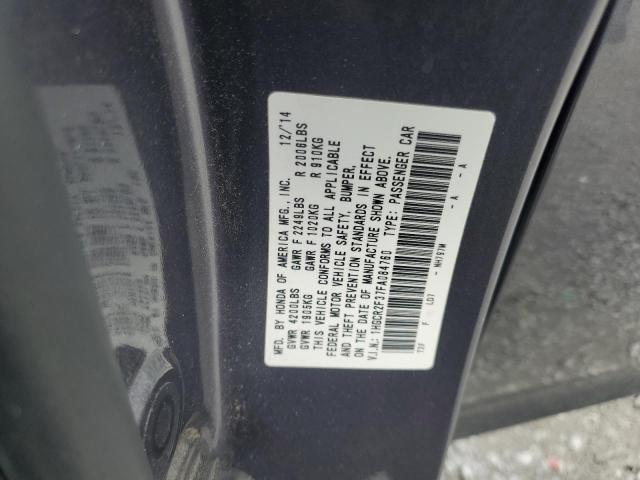 MFD. BY HONDA OF AMERICA MFG., INC. 12/'14
GVWR 4200LBS GAWR F 2249LBS R 2006LBS
GVWR 1905KG GAWR F 1020KG R 910KG
THIS VEHICLE CONFORMS TO ALL APPLICABLE
FEDERAL MOTOR VEHICLE SAFETY, BUMPER,
AND THEFT PREVENTION STANDARDS IN EFFECT
ON THE DATE OF MANUFACTURE SHOWN ABOVE.
V.I.N.: 1HGCR2F37FA084760 TYPE: PASSENGER CAR
F LD7 NH797M - A - A